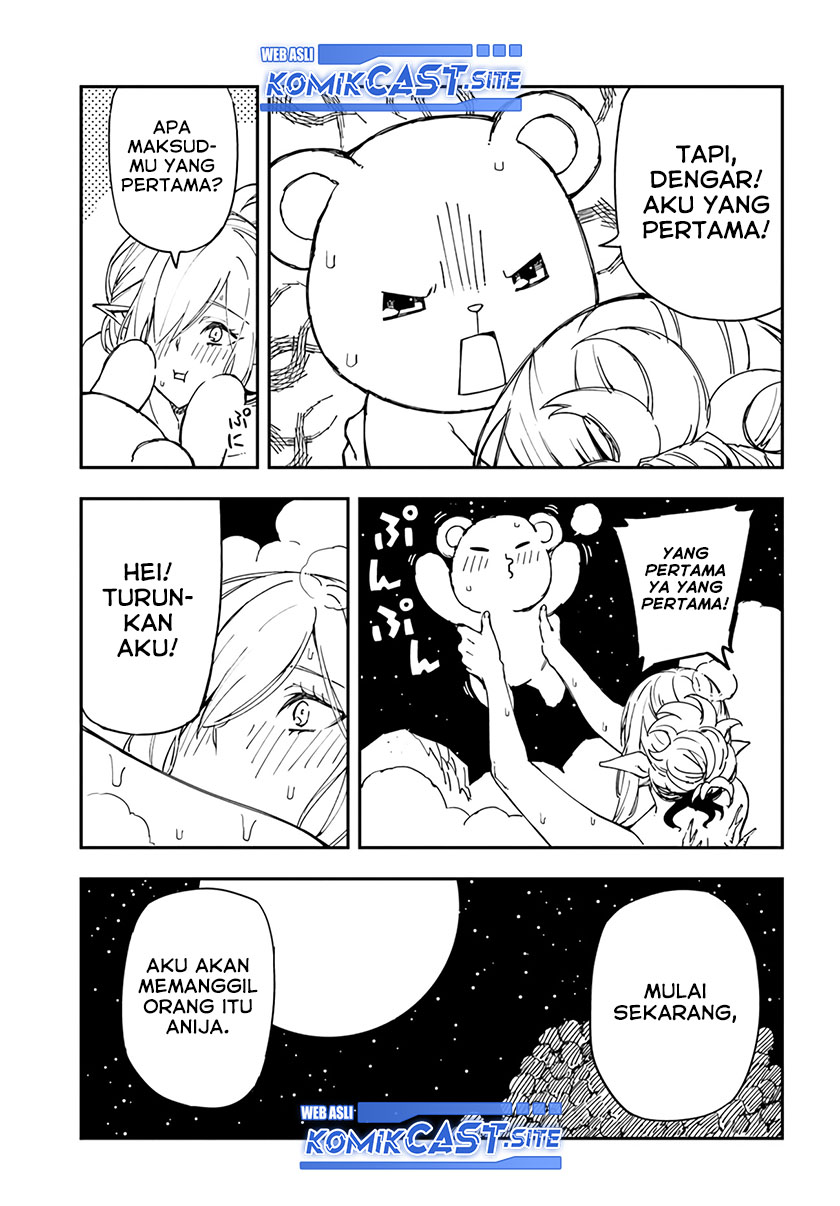 WEB ASLI
KOMIKCAST.SITE
TAPI,
DENGAR!
AKU YANG
PERTAMA!
APA
MAKSUD-
MU YANG
PERTAMA?
ぷに
YANG
PERTAMA
YA YANG
PERTAMA!
ぷん
ぷん
HEI!
TURUN-
KAN
AKU!
MULAI
SEKARANG,
AKU AKAN
MEMANGGIL
ORANG ITU
ANIJA.
WEB ASLI
KOMIKCAST.SITE